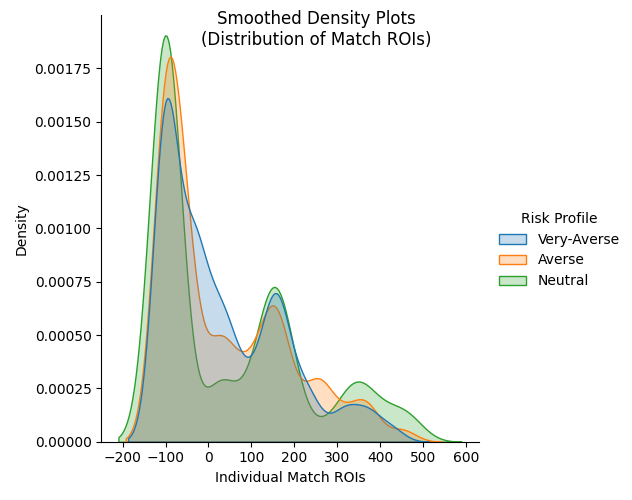 Smoothed Density Plots
(Distribution of Match ROIs)
0.00175
0.00150
0.00125
0.00100
0.00075
0.00050
0.00025
0.00000
Density
−200 −100 0 100 200 300 400 500 600
Individual Match ROIs
Risk Profile
Very-Averse
Averse
Neutral